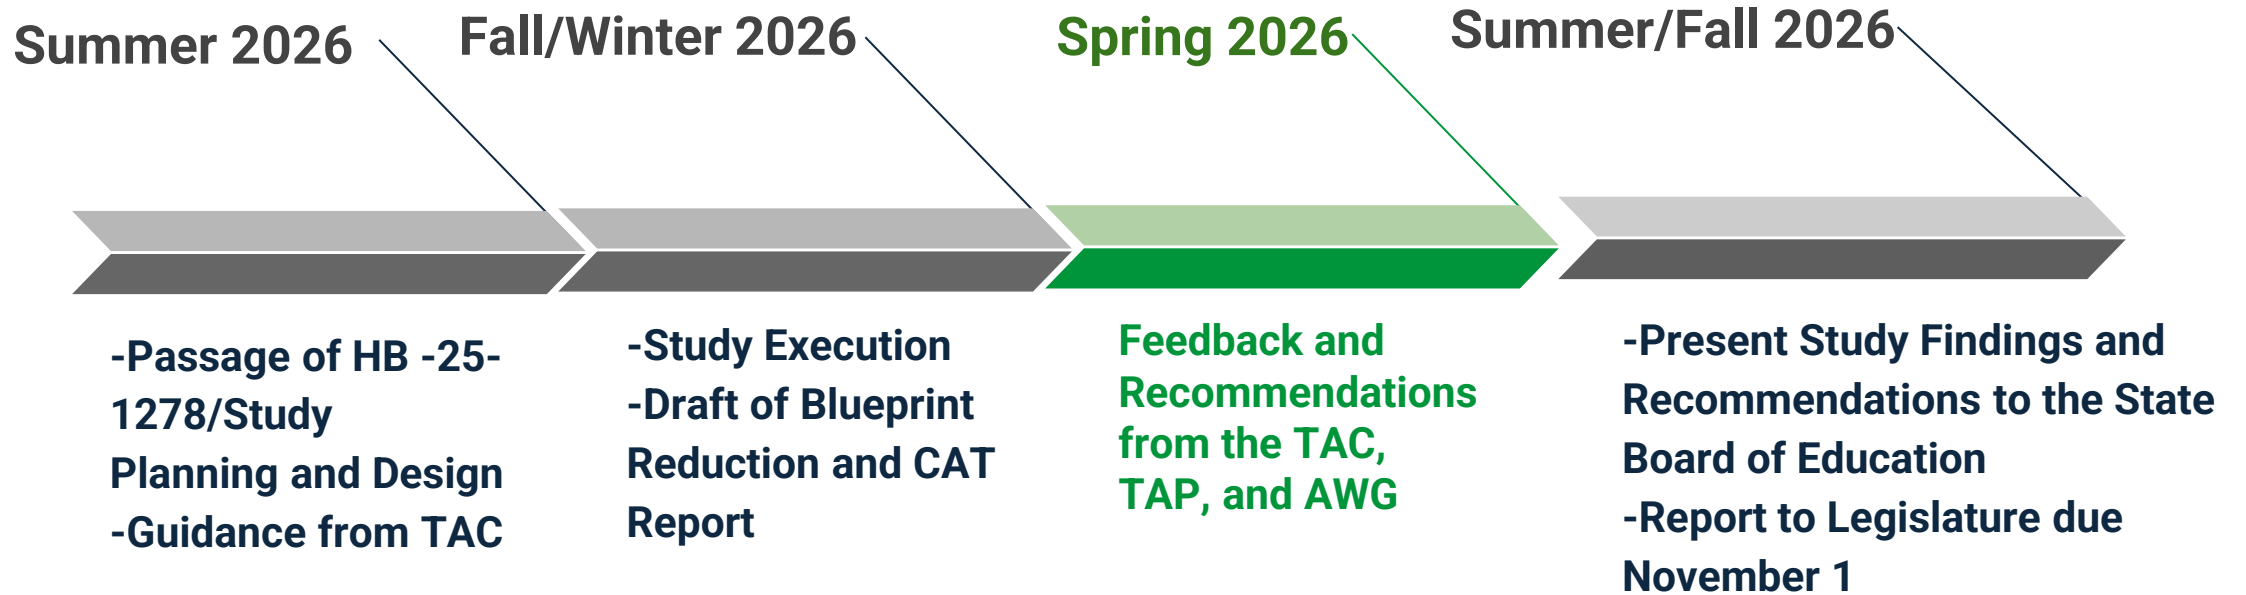 Summer 2026
Fall/Winter 2026
Spring 2026
Summer/Fall 2026
-Passage of HB -25-
1278/Study
Planning and Design
-Guidance from TAC
-Study Execution
-Draft of Blueprint
Reduction and CAT
Report
Feedback and
Recommendations
from the TAC,
TAP, and AWG
-Present Study Findings and
Recommendations to the State
Board of Education
-Report to Legislature due
November 1